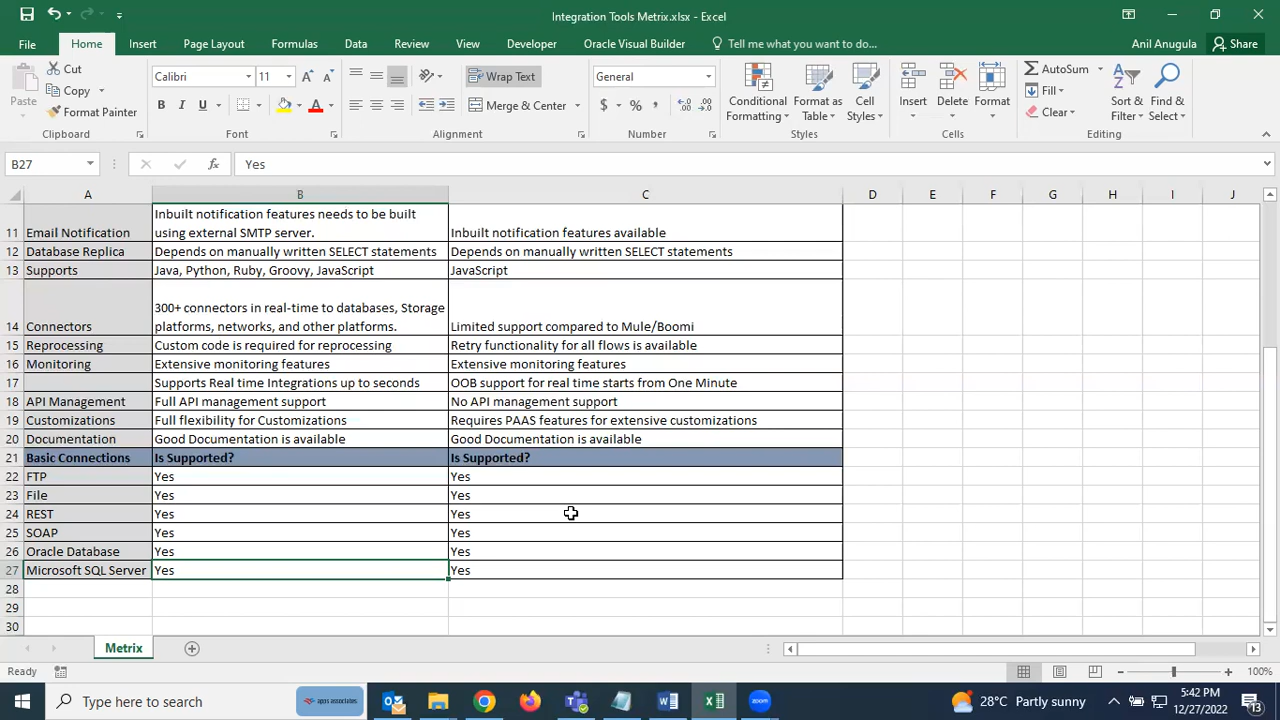 Integration Tools Metrix.xlsx - Excel
File Home Insert Page Layout Formulas Data Review View Developer Oracle Visual Builder Tell me what you want to do... Anil Anugula Share
Paste
Cut
Copy
Format Painter
Clipboard
Calibri 11
B I U A
Font
Wrap Text
Merge & Center
Alignment
General
$ % ,
Number
Conditional Formatting
Format as Table
Cell Styles
Styles
Insert Delete Format
Cells
AutoSum
Fill
Clear
Sort & Filter
Find & Select
Editing
B27 fx Yes
A B C D E F G H I J
Inbuilt notification features needs to be built
11 Email Notification using external SMTP server. Inbuilt notification features available
12 Database Replica Depends on manually written SELECT statements Depends on manually written SELECT statements
13 Supports Java, Python, Ruby, Groovy, JavaScript JavaScript
300+ connectors in real-time to databases, Storage
14 Connectors platforms, networks, and other platforms. Limited support compared to Mule/Boomi
15 Reprocessing Custom code is required for reprocessing Retry functionality for all flows is available
16 Monitoring Extensive monitoring features Extensive monitoring features
17 Supports Real time Integrations up to seconds OOB support for real time starts from One Minute
18 API Management Full API management support No API management support
19 Customizations Full flexibility for Customizations Requires PAAS features for extensive customizations
20 Documentation Good Documentation is available Good Documentation is available
21 Basic Connections Is Supported? Is Supported?
22 FTP Yes Yes
23 File Yes Yes
24 REST Yes Yes
25 SOAP Yes Yes
26 Oracle Database Yes Yes
27 Microsoft SQL Server Yes Yes
28
29
30
Metrix
Ready 100%
Type here to search apps associates zoom 28°C Partly sunny 5:42 PM
12/27/2022 13